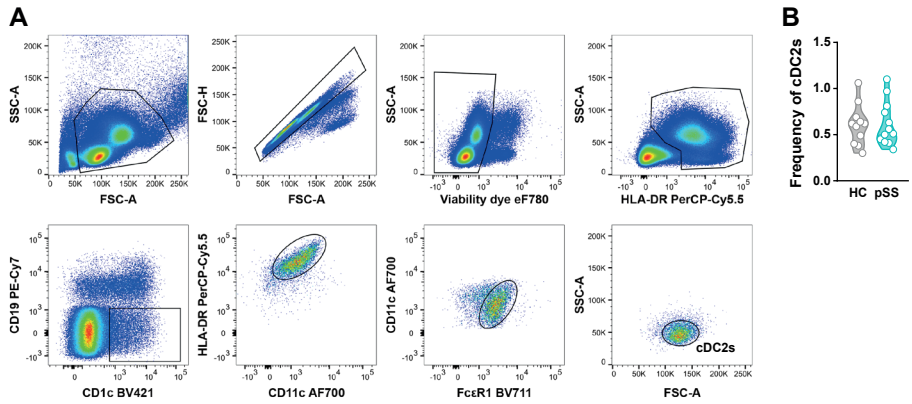 A
200K
150K
100K
50K
0
SSC-A
0 50K 100K 150K 200K 250K
FSC-A
250K
200K
150K
100K
50K
0
FSC-H
0 50K 100K 150K 200K 250K
FSC-A
200K
150K
100K
50K
0
SSC-A
-10³ 0 10³ 10⁴ 10⁵
Viability dye eF780
200K
150K
100K
50K
0
SSC-A
-10³ 0 10³ 10⁴ 10⁵
HLA-DR PerCP-Cy5.5
10⁵
10⁴
10³
0
-10³
CD19 PE-Cy7
0 10³ 10⁴ 10⁵
CD1c BV421
10⁵
10⁴
10³
0
-10³
HLA-DR PerCP-Cy5.5
-10³ 0 10³ 10⁴ 10⁵
CD11c AF700
10⁵
10⁴
10³
0
-10³
CD11c AF700
-10³ 0 10³ 10⁴ 10⁵
FcεR1 BV711
200K
150K
100K
50K
0
SSC-A
cDC2s
0 50K 100K 150K 200K 250K
FSC-A
B
1.5
1.0
0.5
0.0
Frequency of cDC2s
HC pSS